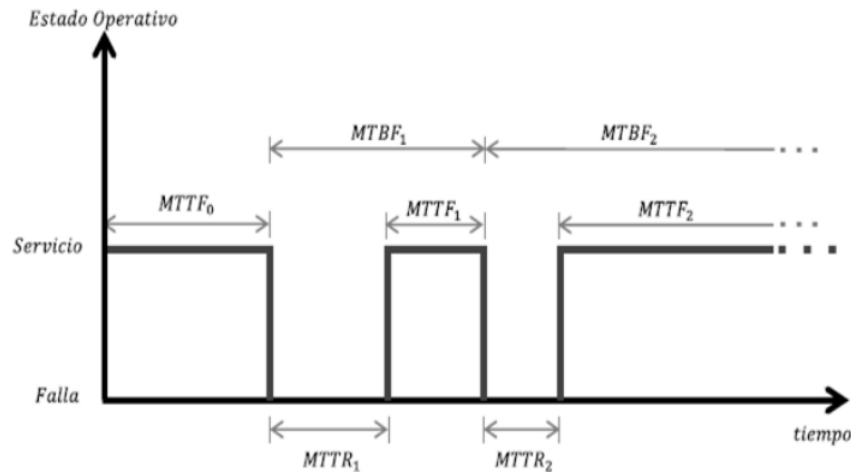 Estado Operativo
MTBF₁
MTBF₂
MTTF₀
MTTF₁
MTTF₂
Servicio
Falla
tiempo
MTTR₁
MTTR₂